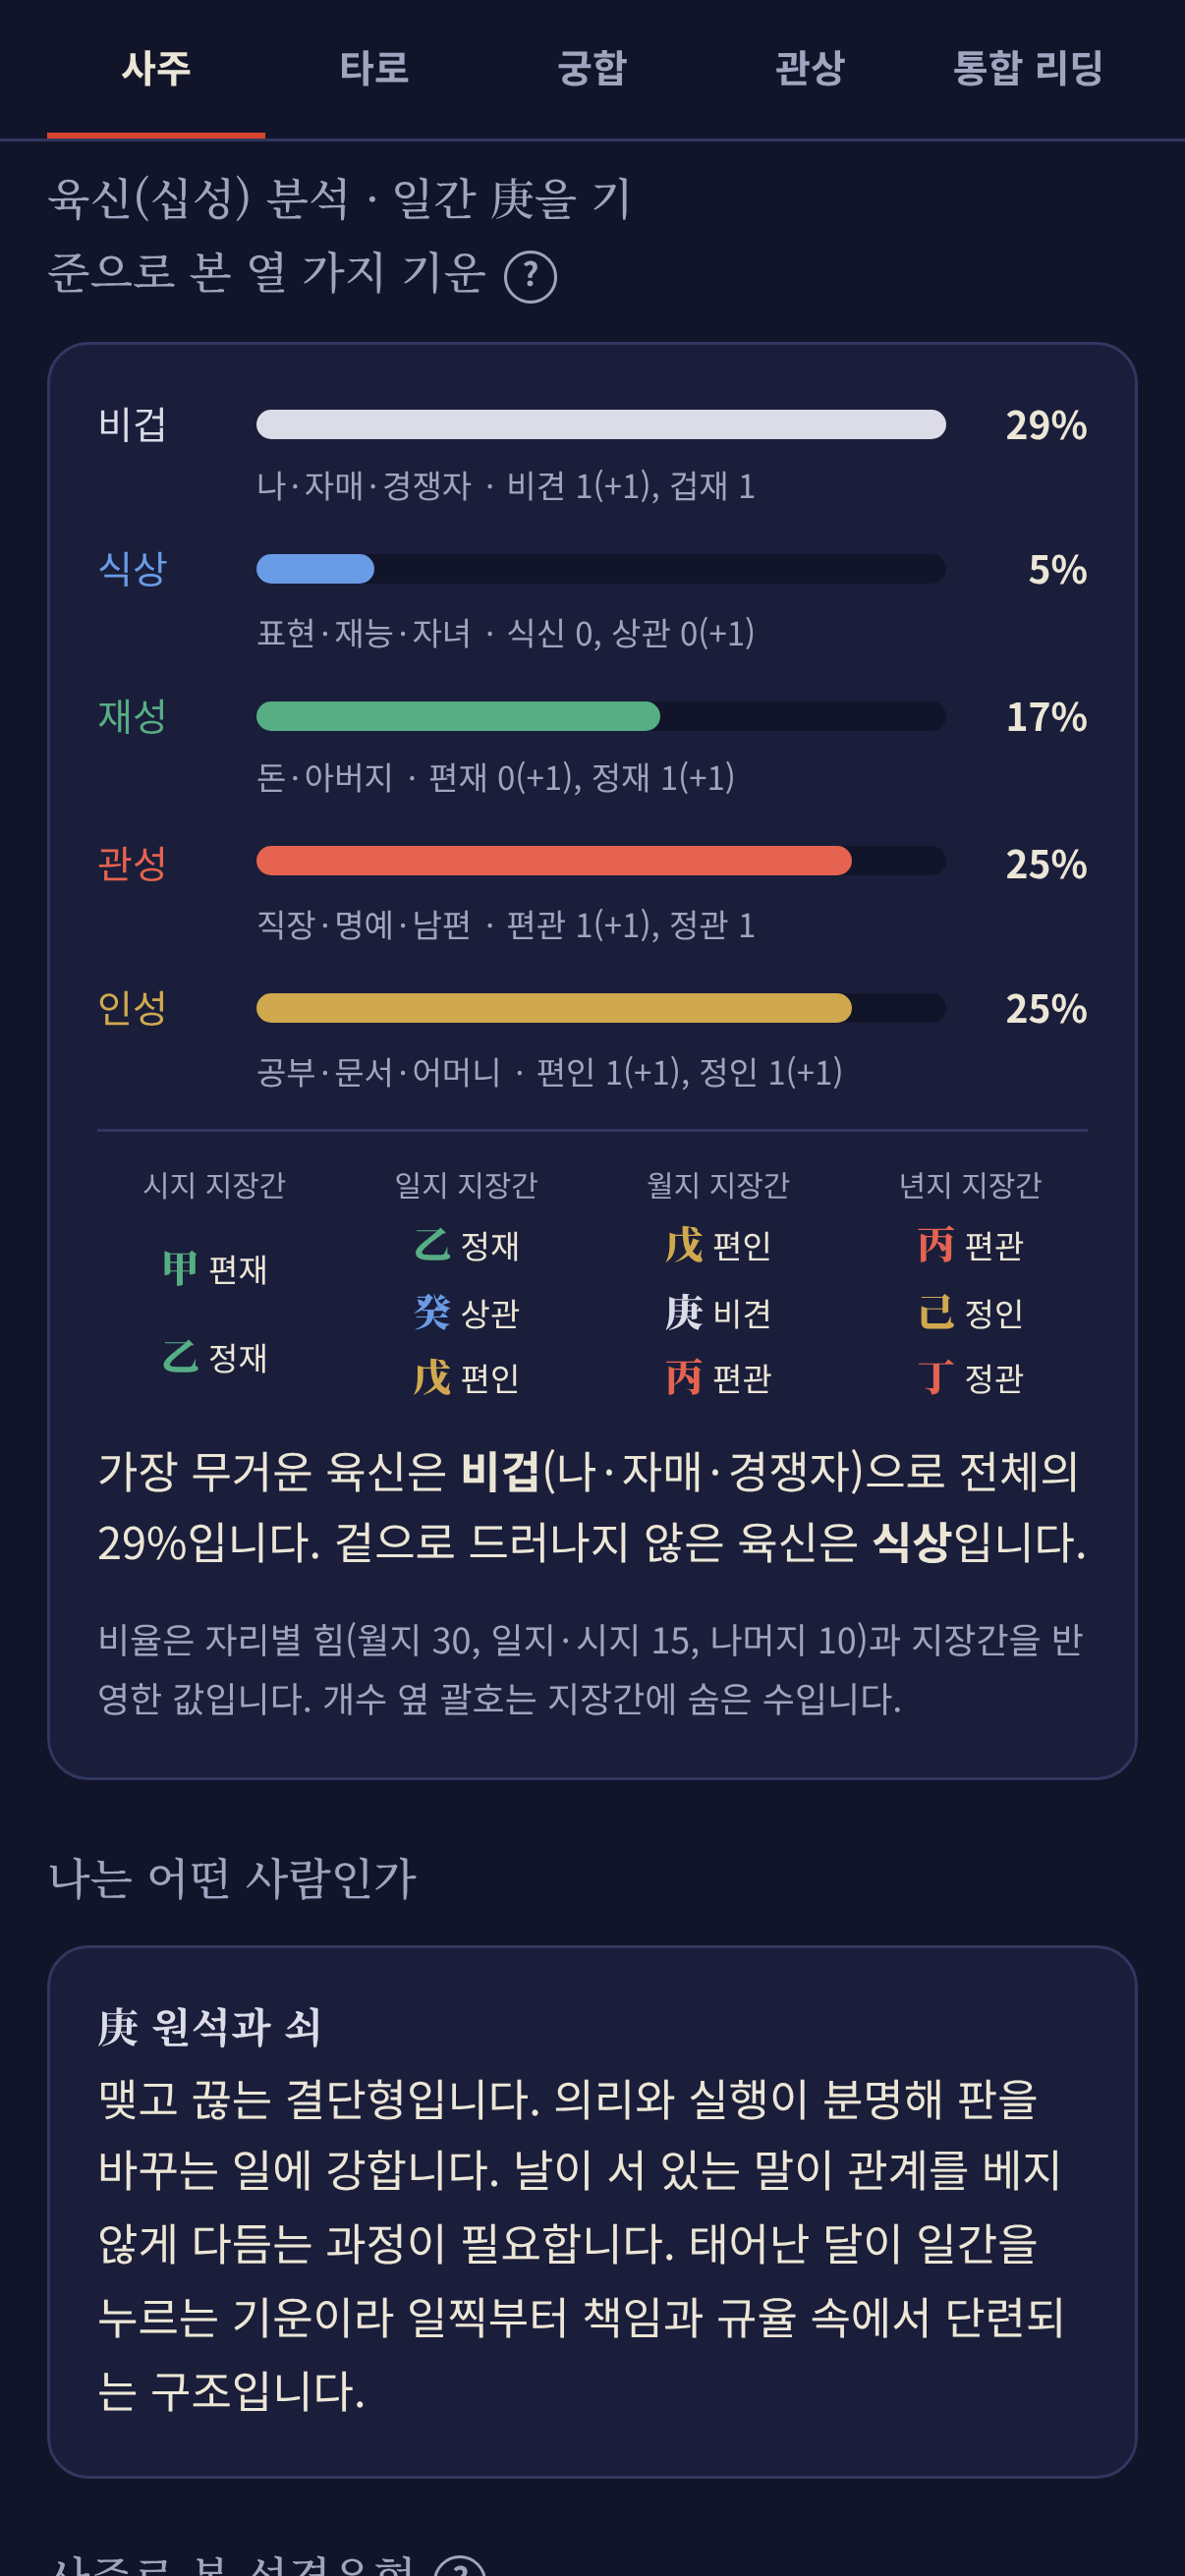 사주 타로 궁합 관상 통합 리딩
육신(십성) 분석 · 일간 庚을 기
준으로 본 열 가지 기운 ?
비겁 29%
나·자매·경쟁자 · 비견 1(+1), 겁재 1
식상 5%
표현·재능·자녀 · 식신 0, 상관 0(+1)
재성 17%
돈·아버지 · 편재 0(+1), 정재 1(+1)
관성 25%
직장·명예·남편 · 편관 1(+1), 정관 1
인성 25%
공부·문서·어머니 · 편인 1(+1), 정인 1(+1)
시지 지장간 일지 지장간 월지 지장간 년지 지장간
甲 편재
乙 정재
乙 정재
癸 상관
戊 편인
戊 편인
庚 비견
丙 편관
丙 편관
己 정인
丁 정관
가장 무거운 육신은 비겁(나·자매·경쟁자)으로 전체의
29%입니다. 겉으로 드러나지 않은 육신은 식상입니다.
비율은 자리별 힘(월지 30, 일지·시지 15, 나머지 10)과 지장간을 반
영한 값입니다. 개수 옆 괄호는 지장간에 숨은 수입니다.
나는 어떤 사람인가
庚 원석과 쇠
맺고 끊는 결단형입니다. 의리와 실행이 분명해 판을
바꾸는 일에 강합니다. 날이 서 있는 말이 관계를 베지
않게 다듬는 과정이 필요합니다. 태어난 달이 일간을
누르는 기운이라 일찍부터 책임과 규율 속에서 단련되
는 구조입니다.
사주로 본 성격유형 ?